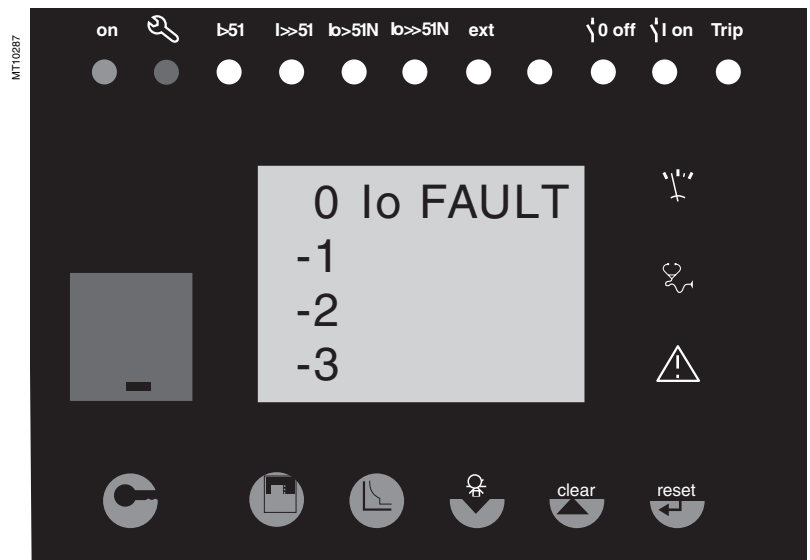 MT10287
on I>51 I>>51 Io>51N Io>>51N ext 0 off I on Trip
0 Io FAULT
-1
-2
-3
clear reset